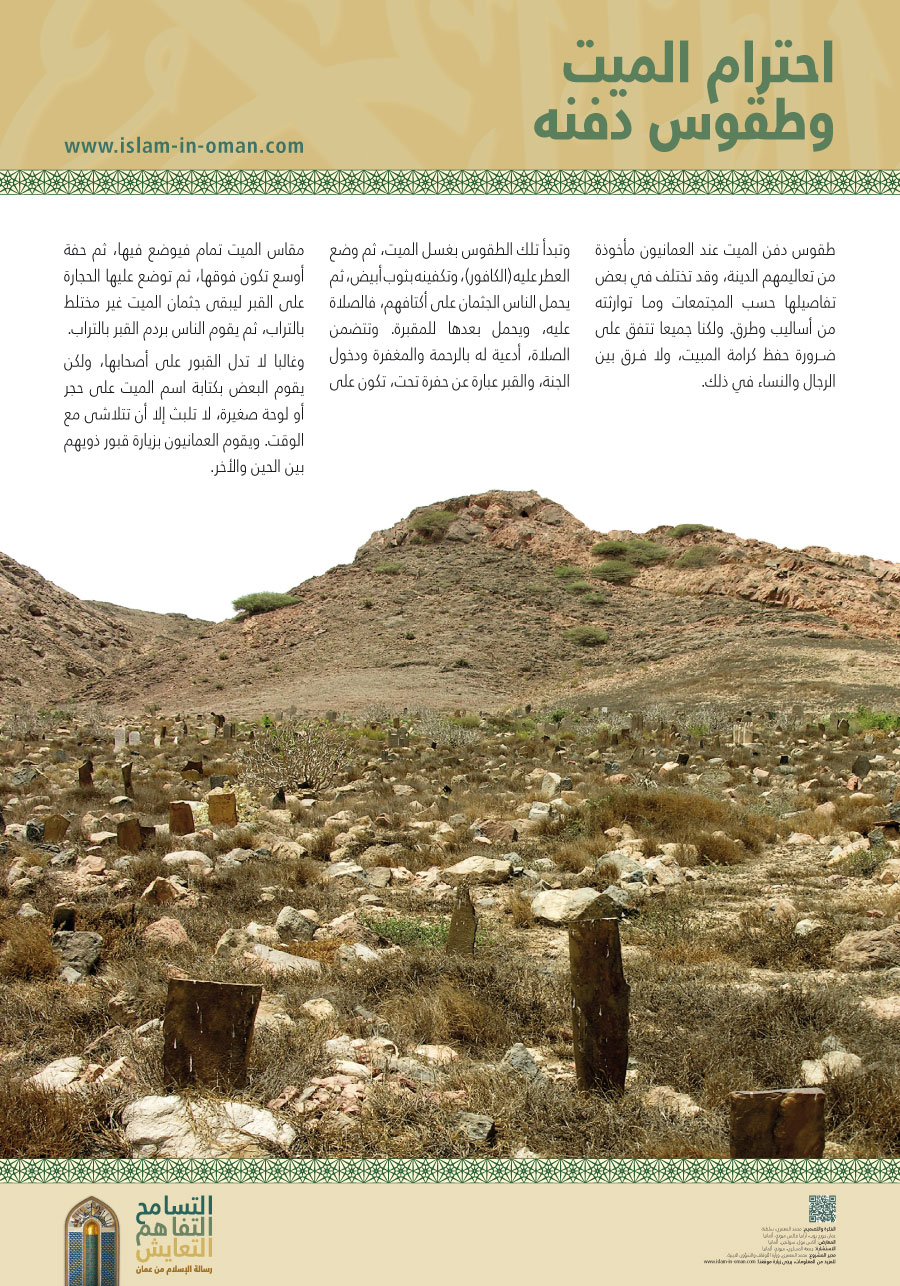 احترام الميت
وطقوس دفنه
www.islam-in-oman.com
طقوس دفن الميت عند العمانيون مأخوذة
من تعاليمهم الدينة، وقد تختلف في بعض
تفاصيلها حسب المجتمعات وما توارثته
من أساليب وطرق. ولكنا جميعا تتفق على
ضرورة حفظ كرامة المبيت، ولا فرق بين
الرجال والنساء في ذلك.
وتبدأ تلك الطقوس بغسل الميت، ثم وضع
العطر عليه (الكافور)، وتكفينه بثوب أبيض، ثم
يحمل الناس الجثمان على أكتافهم، فالصلاة
عليه، ويحمل بعدها للمقبرة. وتتضمن
الصلاة، أدعية له بالرحمة والمغفرة ودخول
الجنة، والقبر عبارة عن حفرة تحت، تكون على
مقاس الميت تمام فيوضع فيها، ثم حفة
أوسع تكون فوقها، ثم توضع عليها الحجارة
على القبر ليبقى جثمان الميت غير مختلط
بالتراب، ثم يقوم الناس بردم القبر بالتراب.
وغالبا لا تدل القبور على أصحابها، ولكن
يقوم البعض بكتابة اسم الميت على حجر
أو لوحة صغيرة، لا تلبث إلا أن تتلاشى مع
الوقت. ويقوم العمانيون بزيارة قبور ذويهم
بين الحين والأخر.
التسامح
التفاهم
التعايش
رسالة الإسلام من عمان
www.islam-in-oman.com